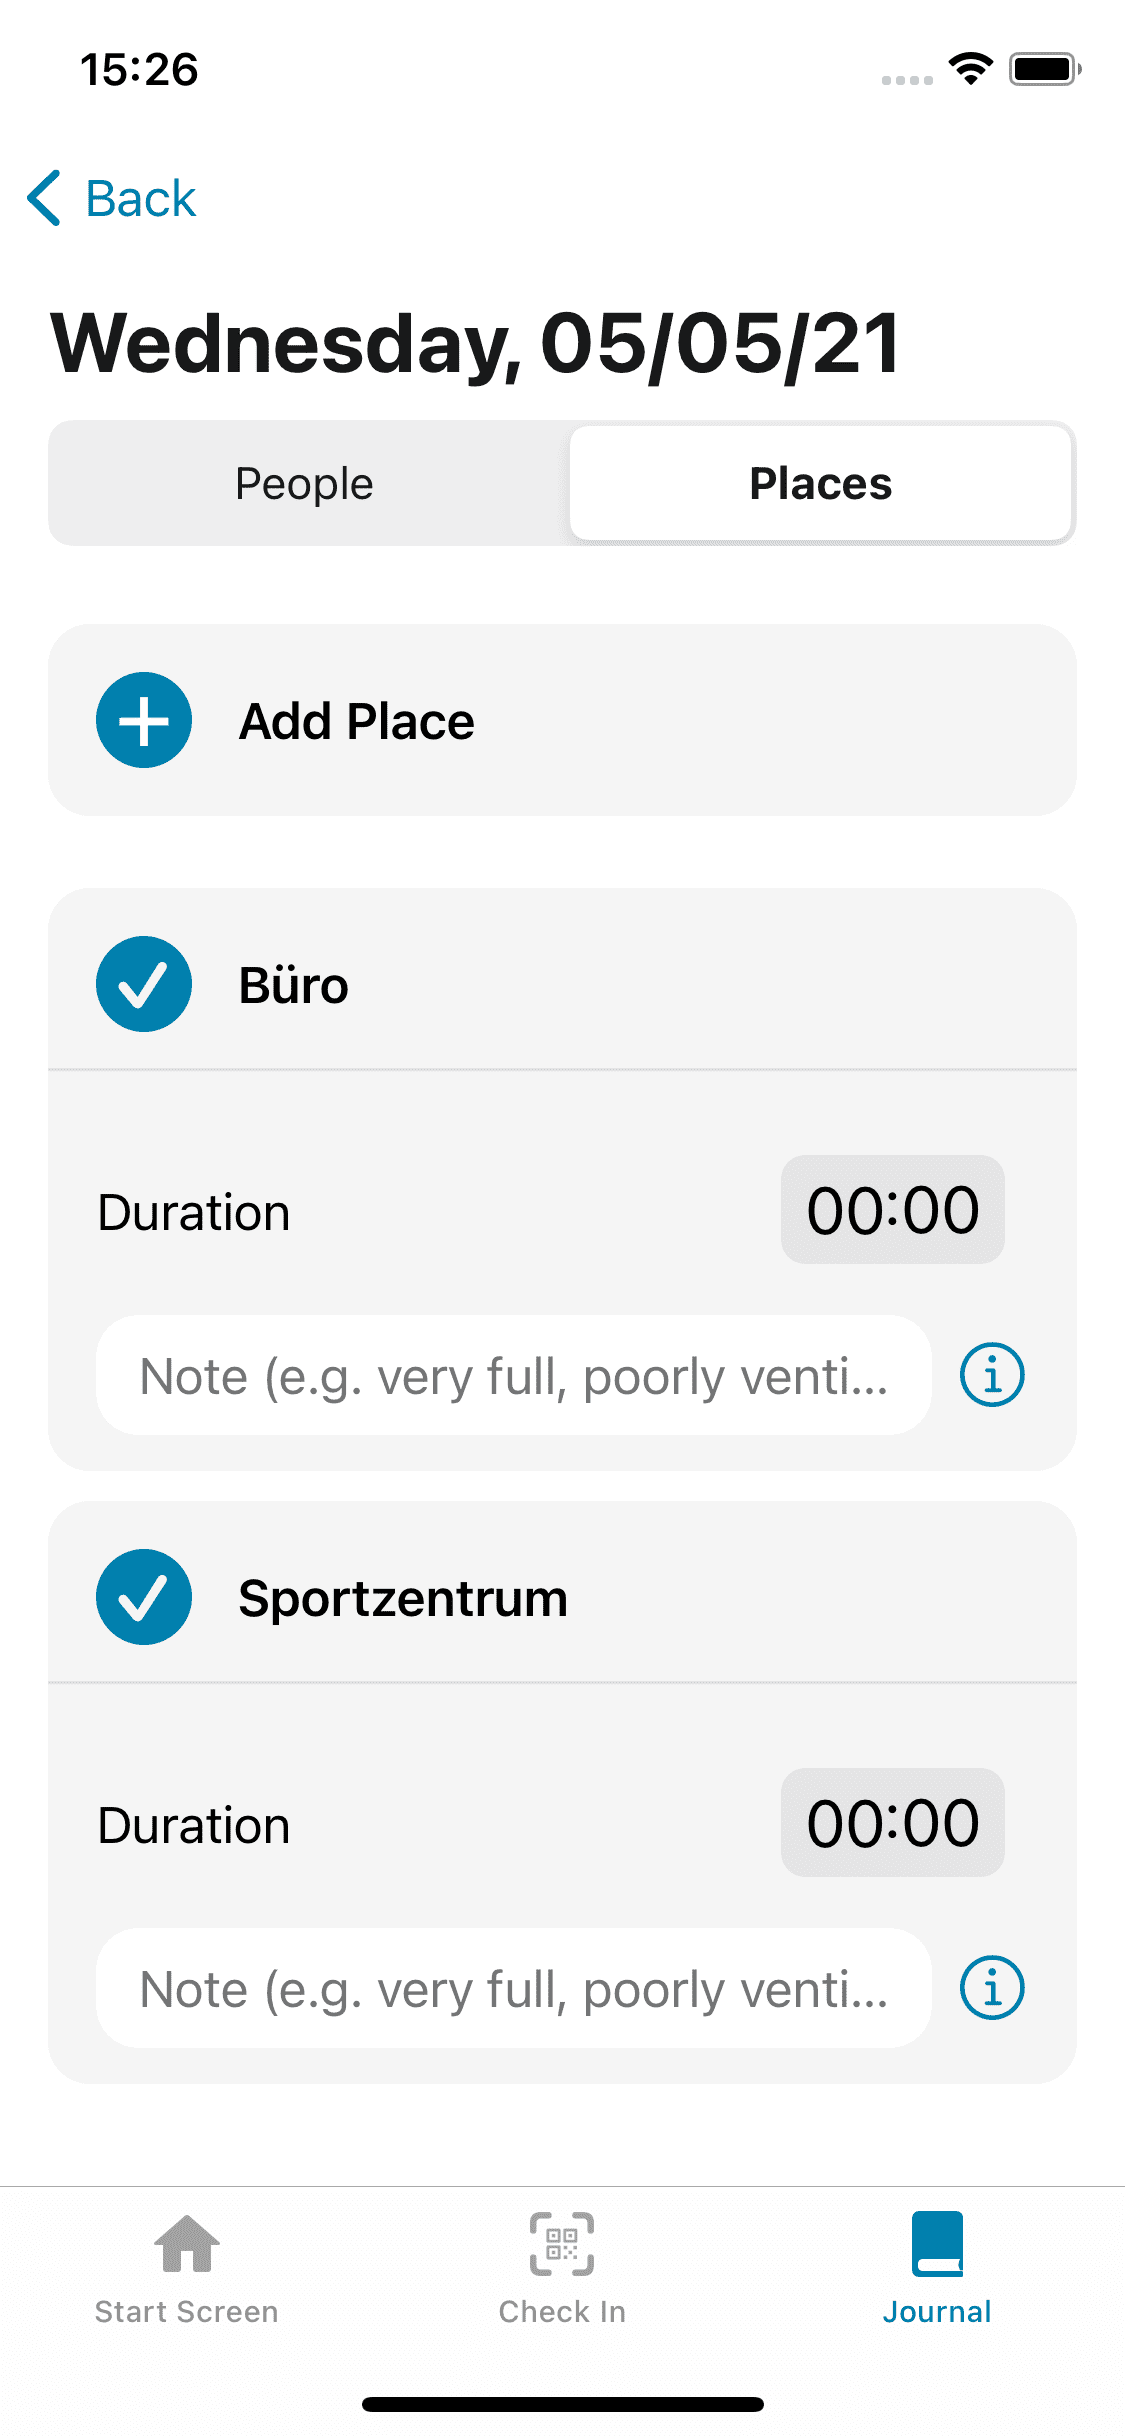 15:26
Back
Wednesday, 05/05/21
People
Places
Add Place
Büro
Duration
00:00
Note (e.g. very full, poorly venti...
Sportzentrum
Duration
00:00
Note (e.g. very full, poorly venti...
Start Screen
Check In
Journal